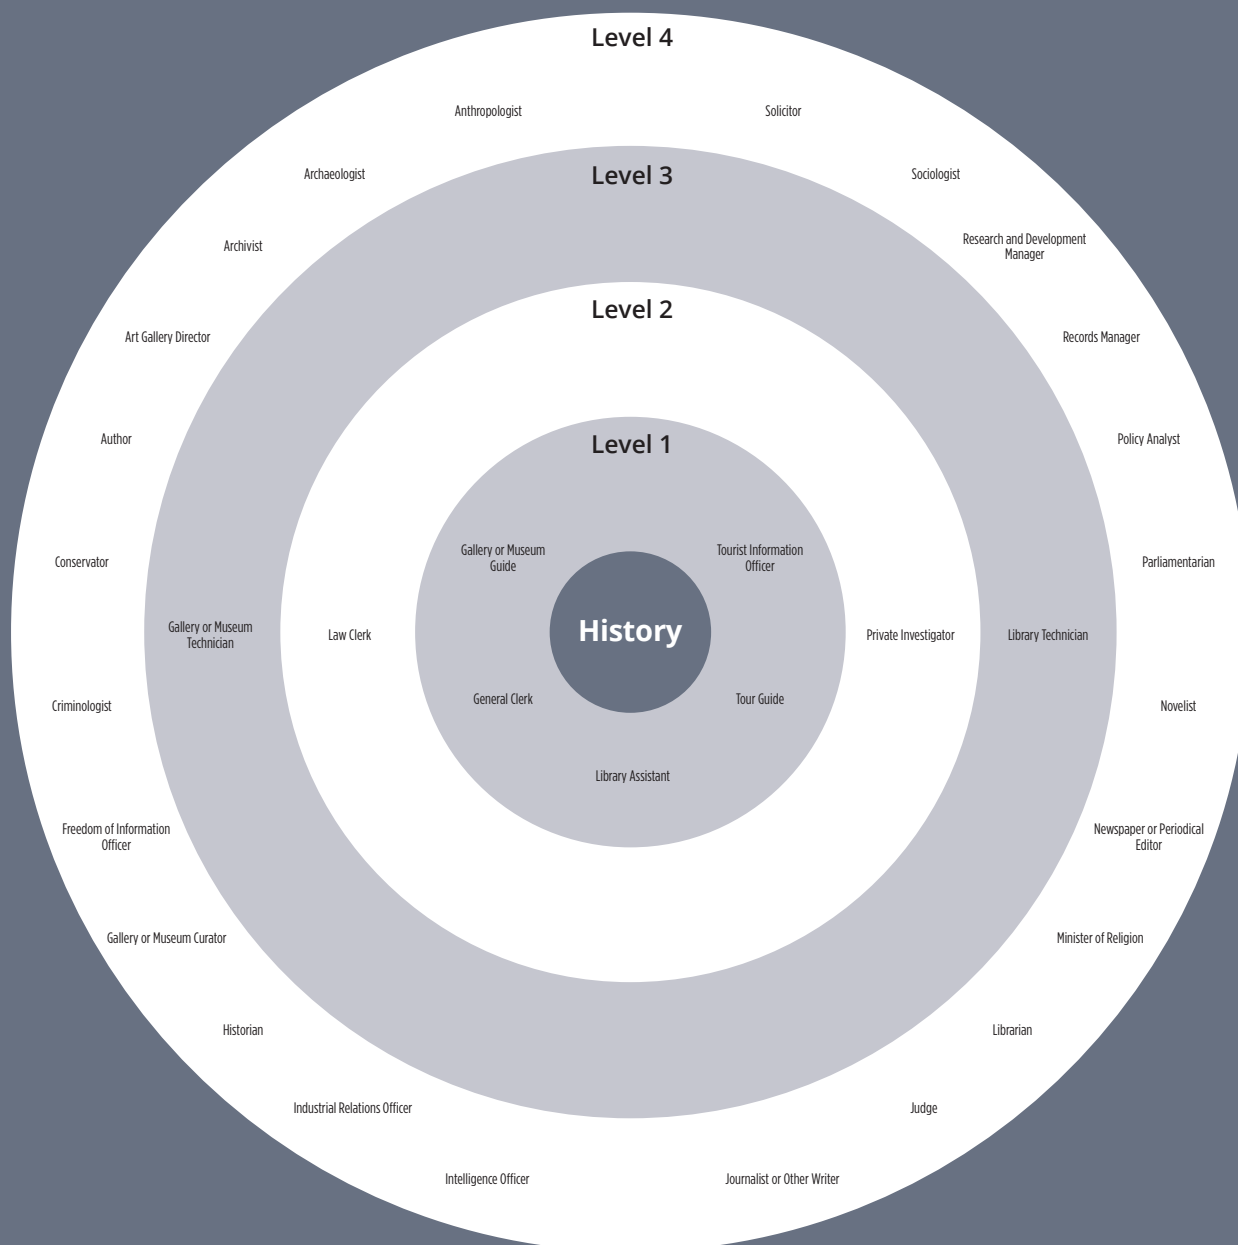 Level 4
Anthropologist
Solicitor
Archaeologist
Level 3
Sociologist
Archivist
Research and Development
Manager
Level 2
Art Gallery Director
Records Manager
Author
Level 1
Policy Analyst
Conservator
Gallery or Museum
Guide
Tourist Information
Officer
Parliamentarian
Gallery or Museum
Technician
Law Clerk
History
Private Investigator
Library Technician
Criminologist
General Clerk
Tour Guide
Novelist
Library Assistant
Freedom of Information
Officer
Newspaper or Periodical
Editor
Gallery or Museum Curator
Minister of Religion
Historian
Librarian
Industrial Relations Officer
Judge
Intelligence Officer
Journalist or Other Writer